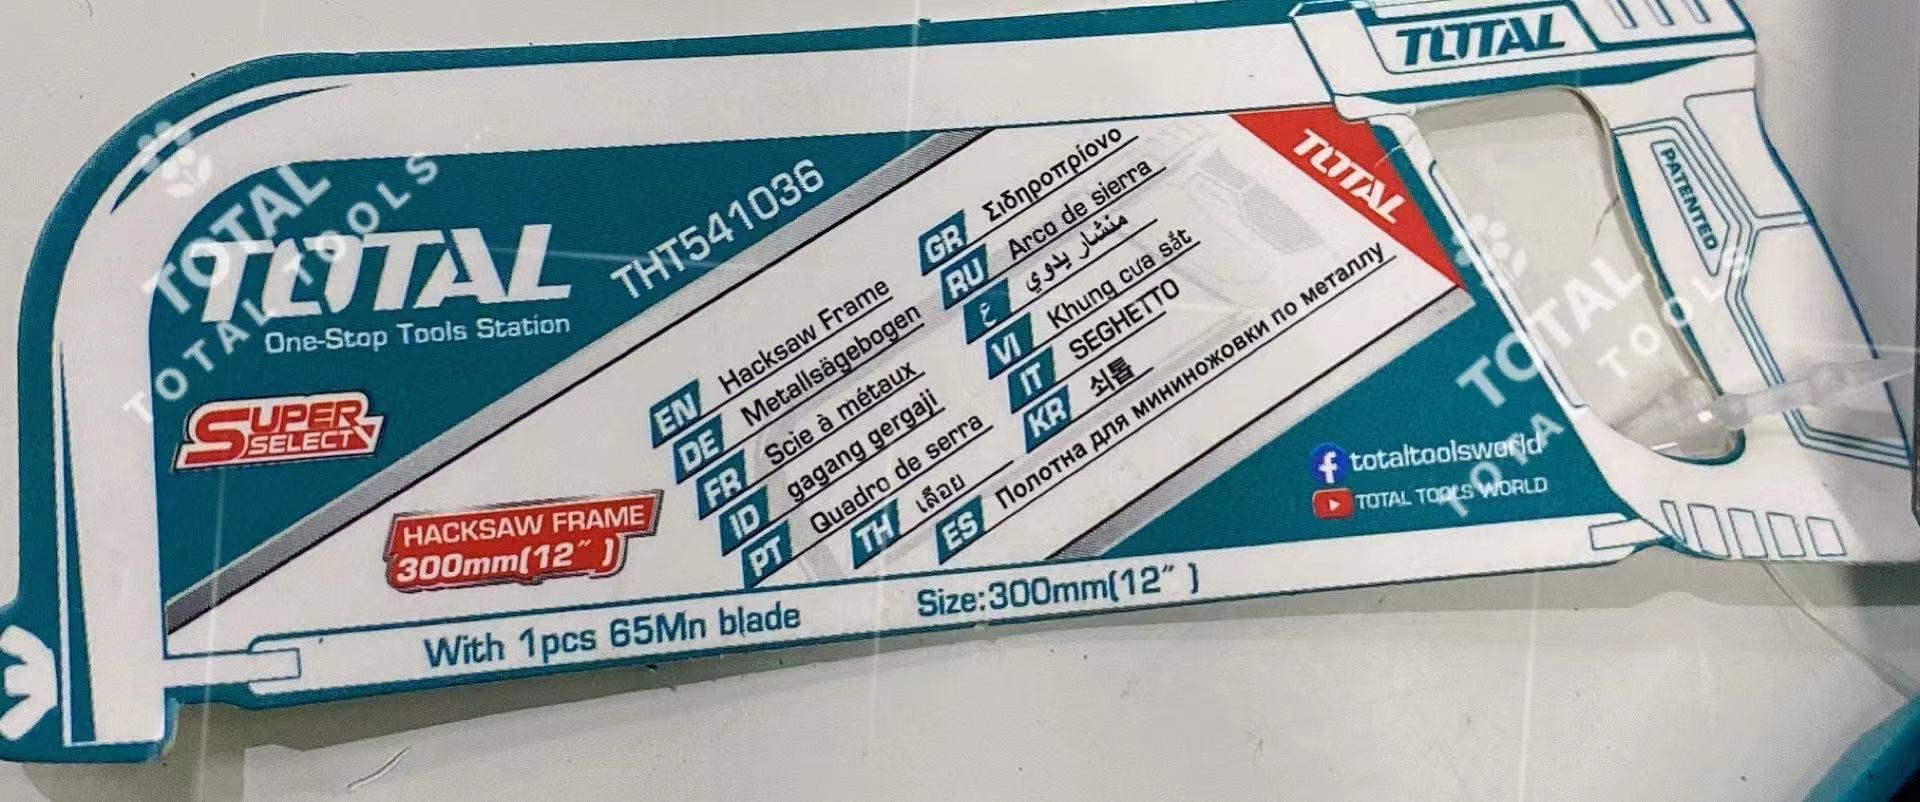 TOTAL
PATENTED
TOTAL
TOTAL
One-Stop Tools Station
THT541036
SUPER
SELECT
HACKSAW FRAME
300mm(12″)
EN Hacksaw Frame
DE Metallsägebogen
FR Scie à métaux
ID gagang gergaji
PT Quadro de serra
TH เลื่อย
GR Σιδηροπρίονο
RU Arco de sierra
ع منشار يدوي
VI Khung cưa sắt
IT SEGHETTO
KR 쇠톱
ES Полотна для мининожовки по металлу
totaltoolsworld
TOTAL TOOLS WORLD
With 1pcs 65Mn blade
Size:300mm(12″)
TOTAL
TOTAL TOOLS
TOTAL
TOYA TOOLS